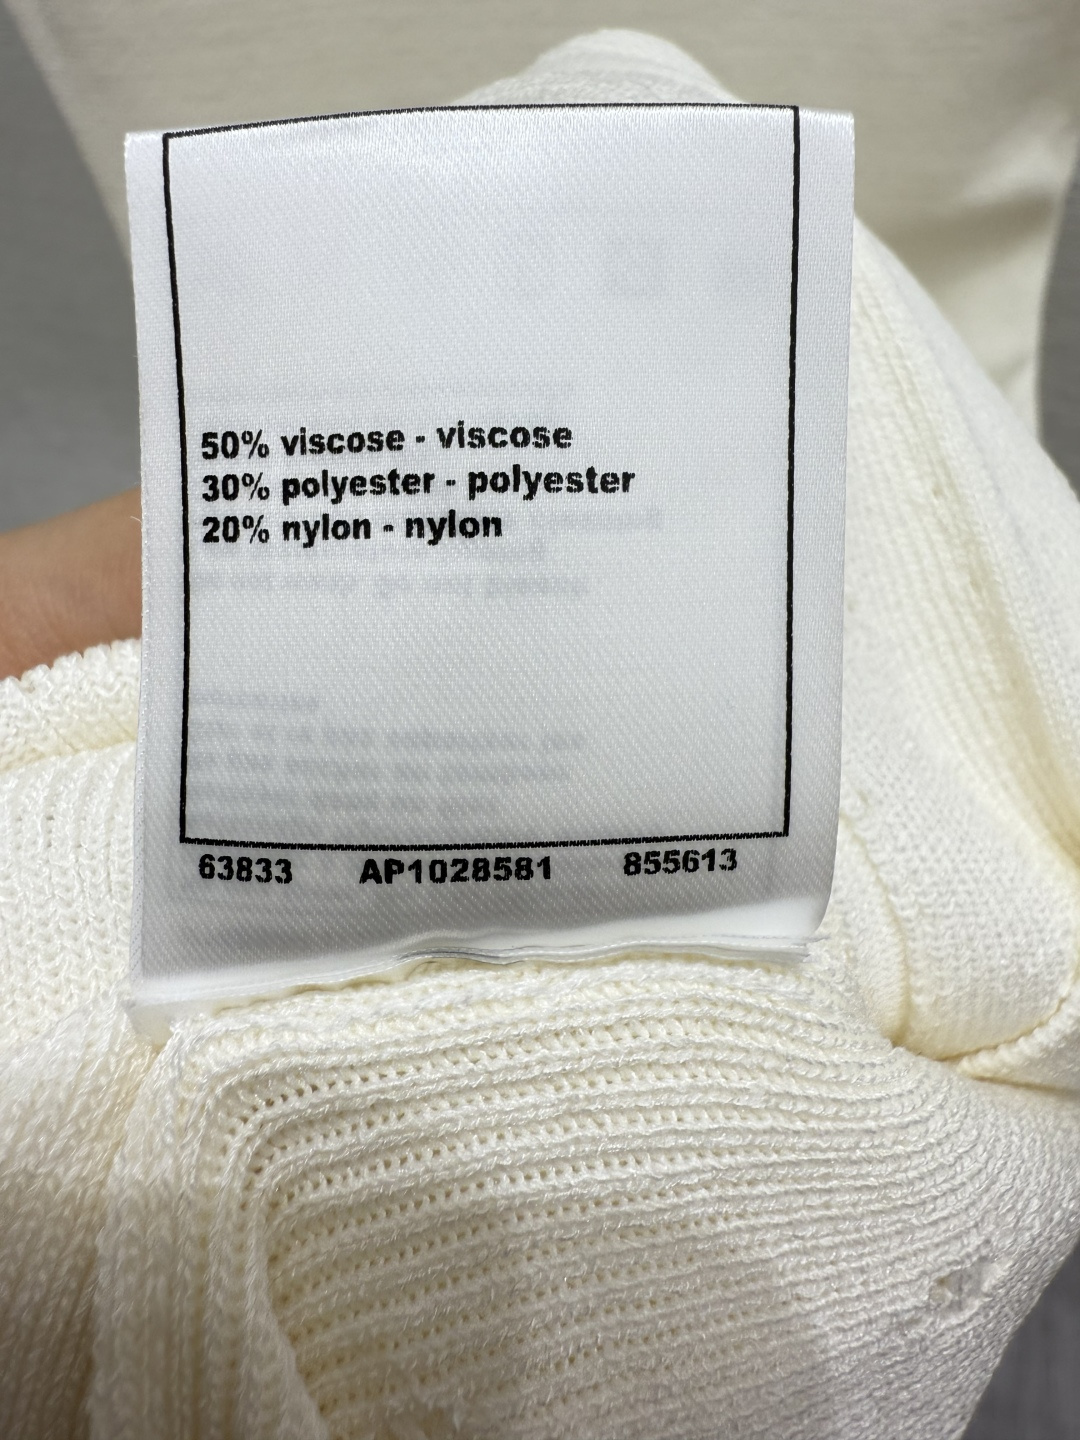 50% viscose - viscose
30% polyester - polyester
20% nylon - nylon
63833 AP1028581 855613